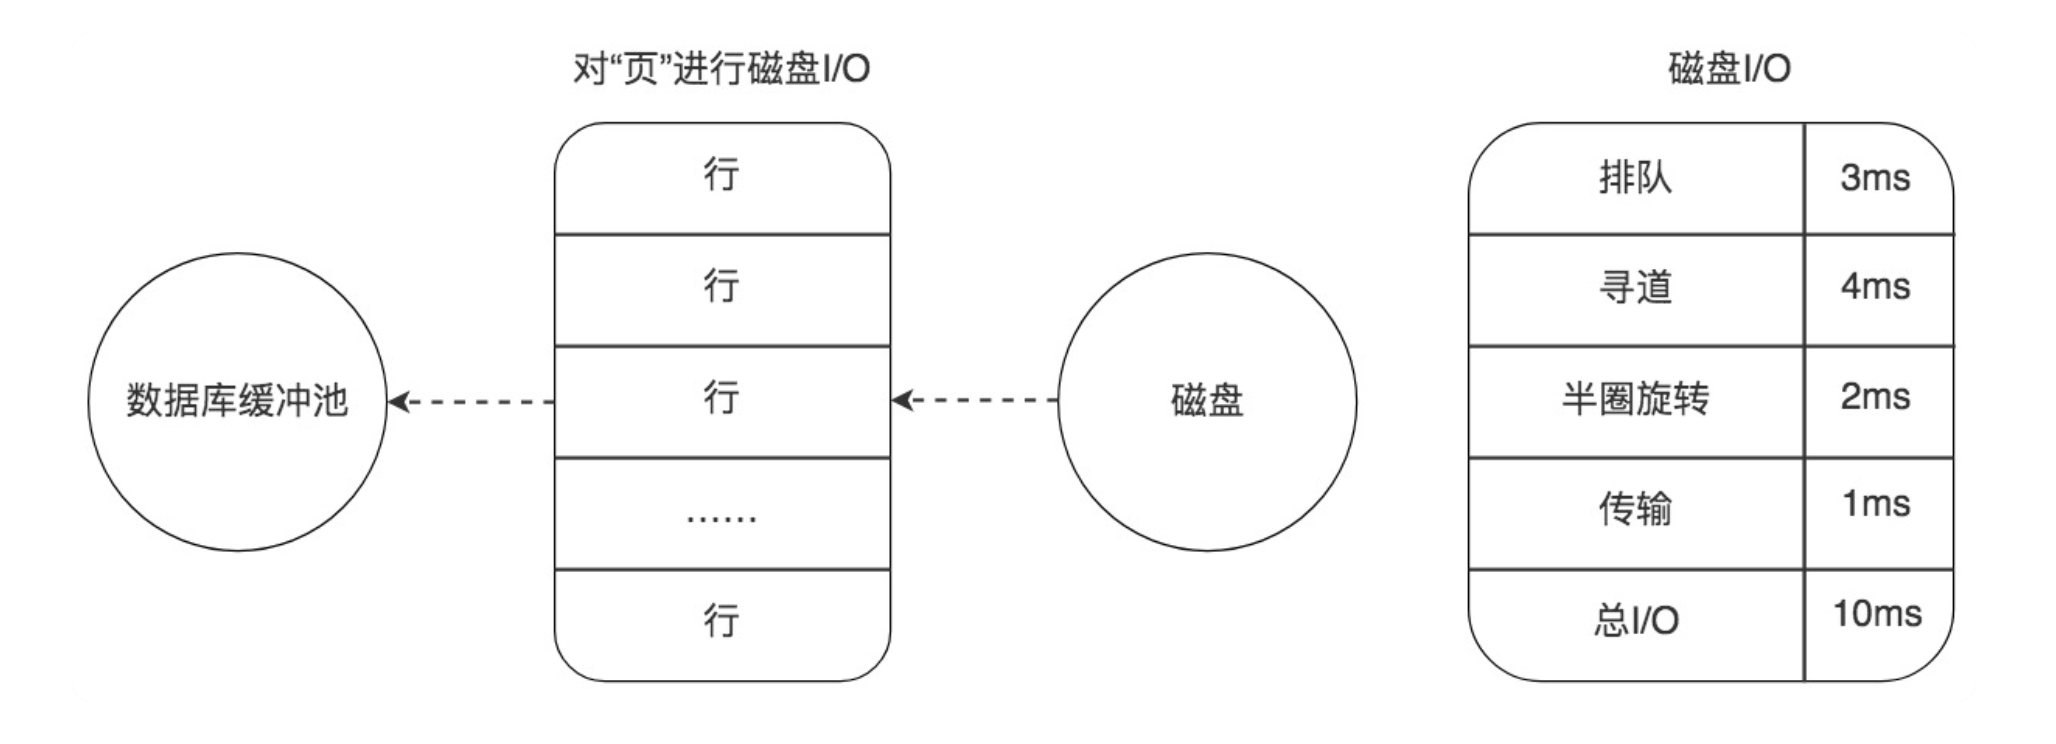 对“页”进行磁盘I/O
行
行
行
……
行
数据库缓冲池
磁盘
磁盘I/O
排队 3ms
寻道 4ms
半圈旋转 2ms
传输 1ms
总I/O 10ms